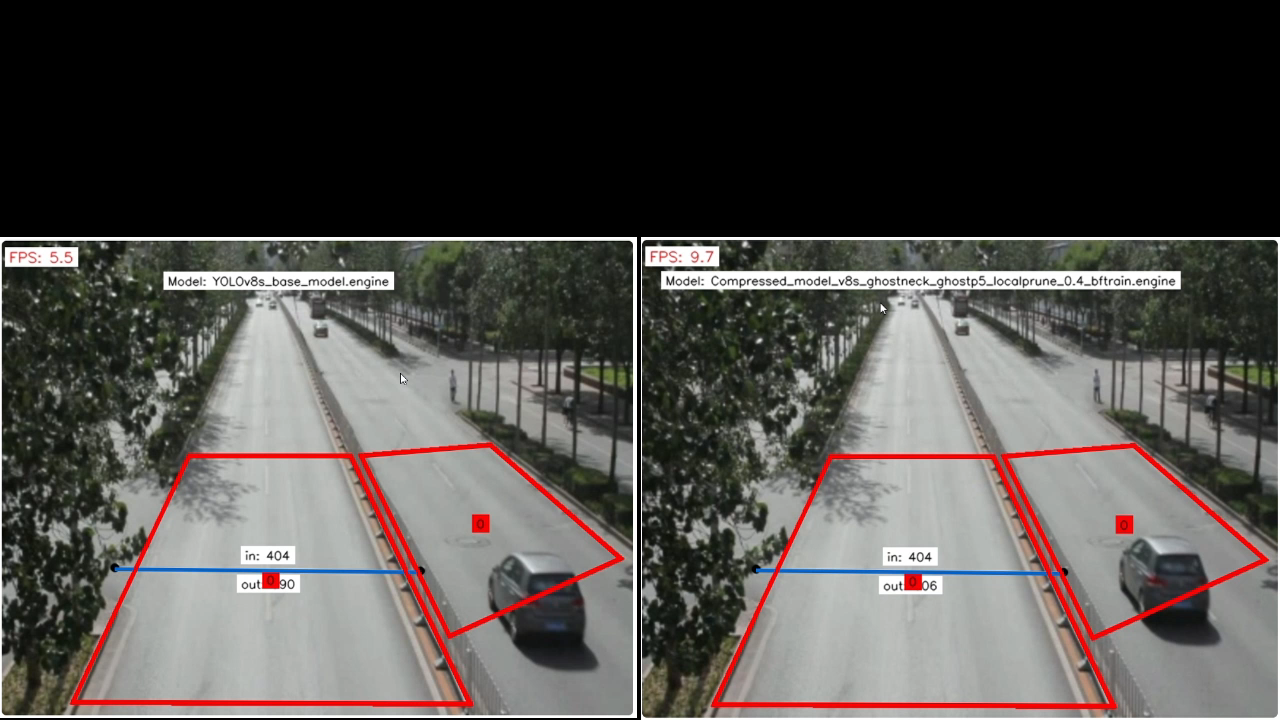 FPS: 5.5
Model: YOLOv8s_base_model.engine
0
in: 404
0
out: 90
FPS: 9.7
Model: Compressed_model_v8s_ghostneck_ghostp5_localprune_0.4_bftrain.engine
0
in: 404
0
out: 06